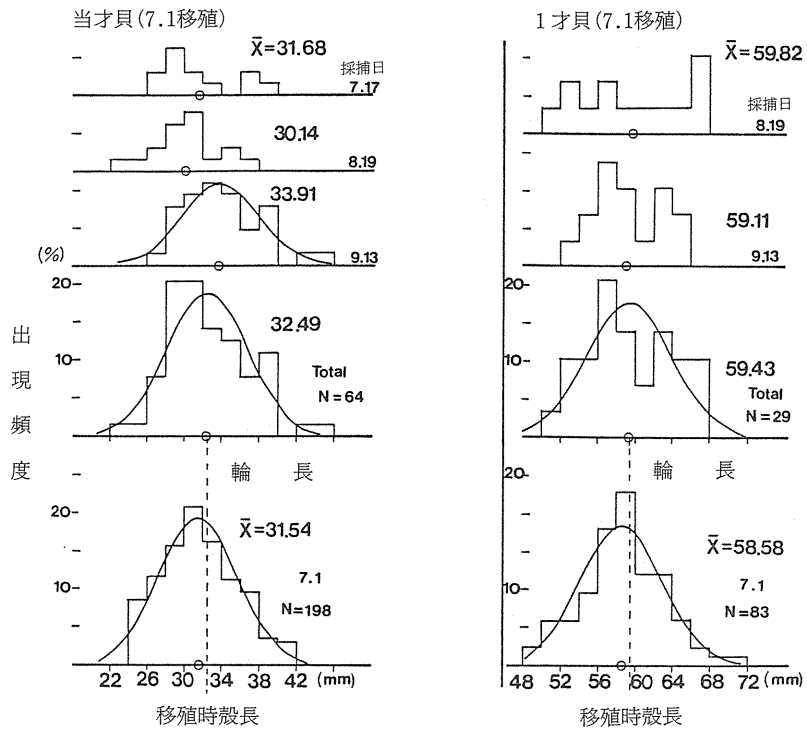 当才貝(7.1移殖)
X̄=31.68
採捕日
7.17
30.14
8.19
33.91
(%)
9.13
20
32.49
出現頻度
10
Total
N=64
輪 長
20
X̄=31.54
7.1
10
N=198
22 26 30 34 38 42 (mm)
移殖時殻長
1才貝(7.1移殖)
X̄=59.82
採捕日
8.19
59.11
9.13
20
10
59.43
Total
N=29
輪 長
20
X̄=58.58
7.1
10
N=83
48 52 56 60 64 68 72 (mm)
移殖時殻長